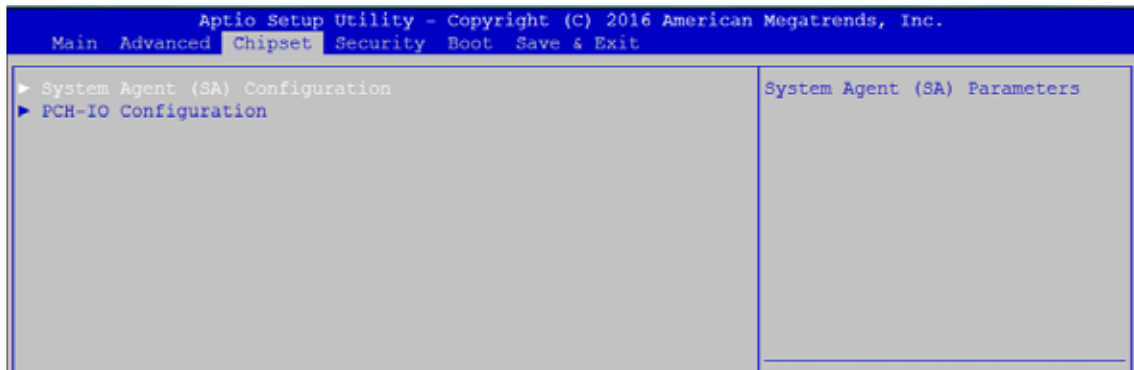 Aptio Setup Utility - Copyright (C) 2016 American Megatrends, Inc.
Main Advanced Chipset Security Boot Save & Exit
► System Agent (SA) Configuration
► PCH-IO Configuration
System Agent (SA) Parameters